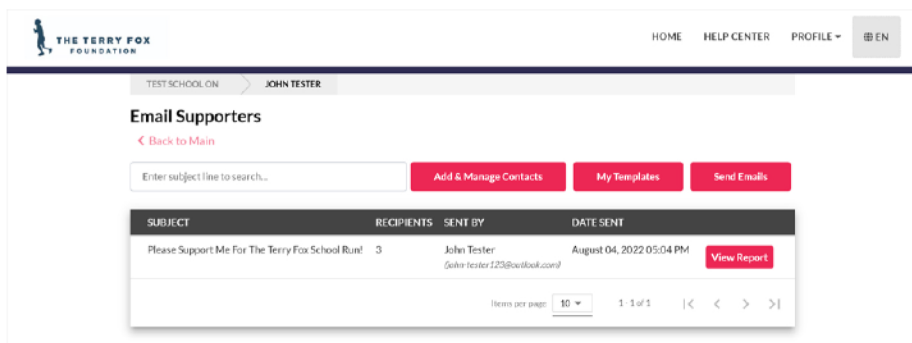 THE TERRY FOX
FOUNDATION
HOME HELP CENTER PROFILE EN
TEST SCHOOL ON JOHN TESTER
Email Supporters
Back to Main
Enter subject line to search...
Add & Manage Contacts My Templates Send Emails
SUBJECT RECIPIENTS SENT BY DATE SENT
Please Support Me For The Terry Fox School Run! 3 John Tester August 04, 2022 05:04 PM View Report
(john-tester123@outlook.com)
Items per page 10 1 - 1 of 1